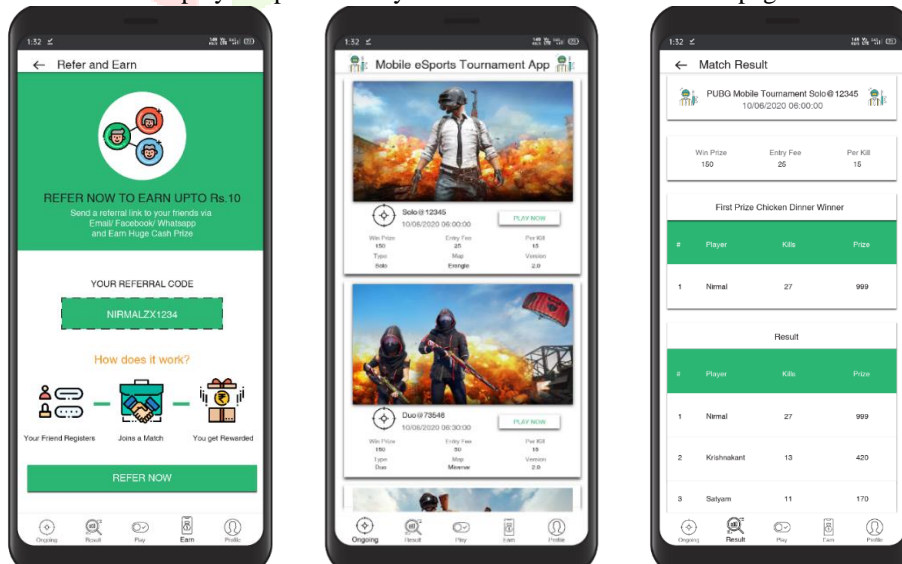 1:32
Refer and Earn
REFER NOW TO EARN UPTO Rs.10
Send a referral link to your friends via
Email/ Facebook/ Whatsapp
and Earn Huge Cash Prize
YOUR REFERRAL CODE
NIRMALZX1234
How does it work?
Your Friend Registers Joins a Match You get Rewarded
REFER NOW
Ongoing Result Play Earn Profile
1:32
Mobile eSports Tournament App
Solo@12345
10/06/2020 06:00:00
PLAY NOW
Win Prize Entry Fee Per Kill
150 25 15
Type Map Version
Solo Erangle 2.0
Duo@73546
10/06/2020 06:30:00
PLAY NOW
Win Prize Entry Fee Per Kill
150 50 15
Type Map Version
Duo 2.0
Ongoing Result Play Earn Profile
1:32
Match Result
PUBG Mobile Tournament Solo@12345
10/06/2020 06:00:00
Win Prize Entry Fee Per Kill
150 25 15
First Prize Chicken Dinner Winner
# Player Kills Prize
1 Nirmal 27 999
Result
# Player Kills Prize
1 Nirmal 27 999
2 Krishnakant 13 420
3 Satyam 11 170
Ongoing Result Play Earn Profile